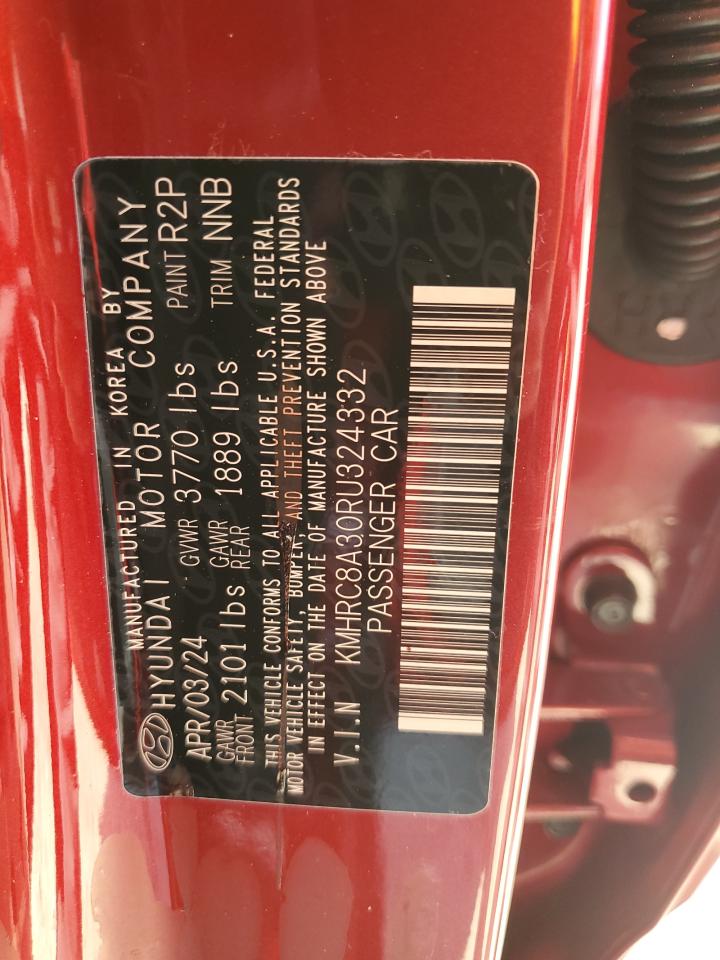 MANUFACTURED IN KOREA BY
HYUNDAI MOTOR COMPANY
APR/03/24 GVWR 3770 lbs PAINT R2P
GAWR FRONT 2101 lbs GAWR REAR 1889 lbs TRIM NNB
THIS VEHICLE CONFORMS TO ALL APPLICABLE U.S.A. FEDERAL
MOTOR VEHICLE SAFETY, BUMPER, AND THEFT PREVENTION STANDARDS
IN EFFECT ON THE DATE OF MANUFACTURE SHOWN ABOVE
V.I.N KMHRC8A30RU324332
PASSENGER CAR